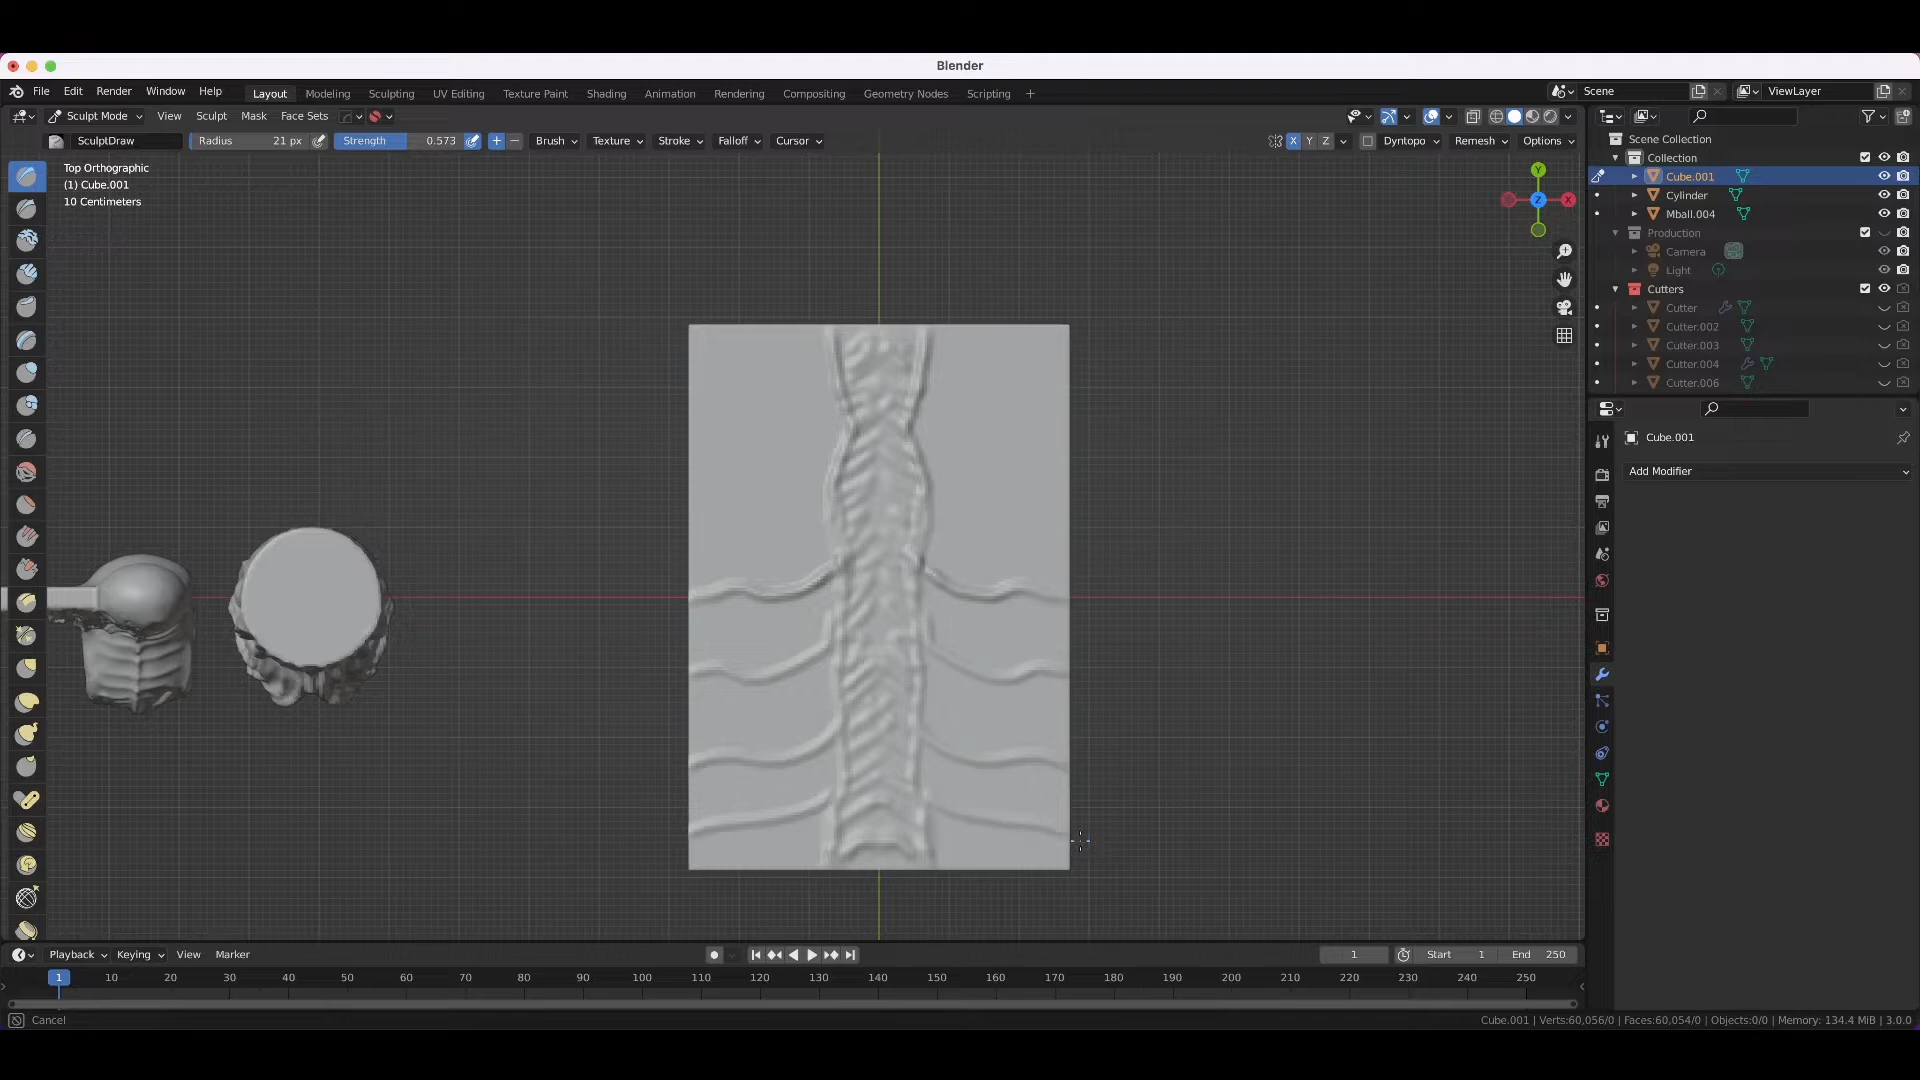 Blender
File Edit Render Window Help Layout Modeling Sculpting UV Editing Texture Paint Shading Animation Rendering Compositing Geometry Nodes Scripting + Scene ViewLayer
Sculpt Mode View Sculpt Mask Face Sets
SculptDraw Radius 21 px Strength 0.573 + − Brush Texture Stroke Falloff Cursor X Y Z Dyntopo Remesh Options
Top Orthographic
(1) Cube.001
10 Centimeters
Y
Z
X
Scene Collection
Collection
Cube.001
Cylinder
Mball.004
Production
Camera
Light
Cutters
Cutter
Cutter.002
Cutter.003
Cutter.004
Cutter.006
Cube.001
Add Modifier
Playback Keying View Marker 1 Start 1 End 250
1 10 20 30 40 50 60 70 80 90 100 110 120 130 140 150 160 170 180 190 200 210 220 230 240 250
Cancel Cube.001 | Verts:60,056/0 | Faces:60,054/0 | Objects:0/0 | Memory: 134.4 MiB | 3.0.0